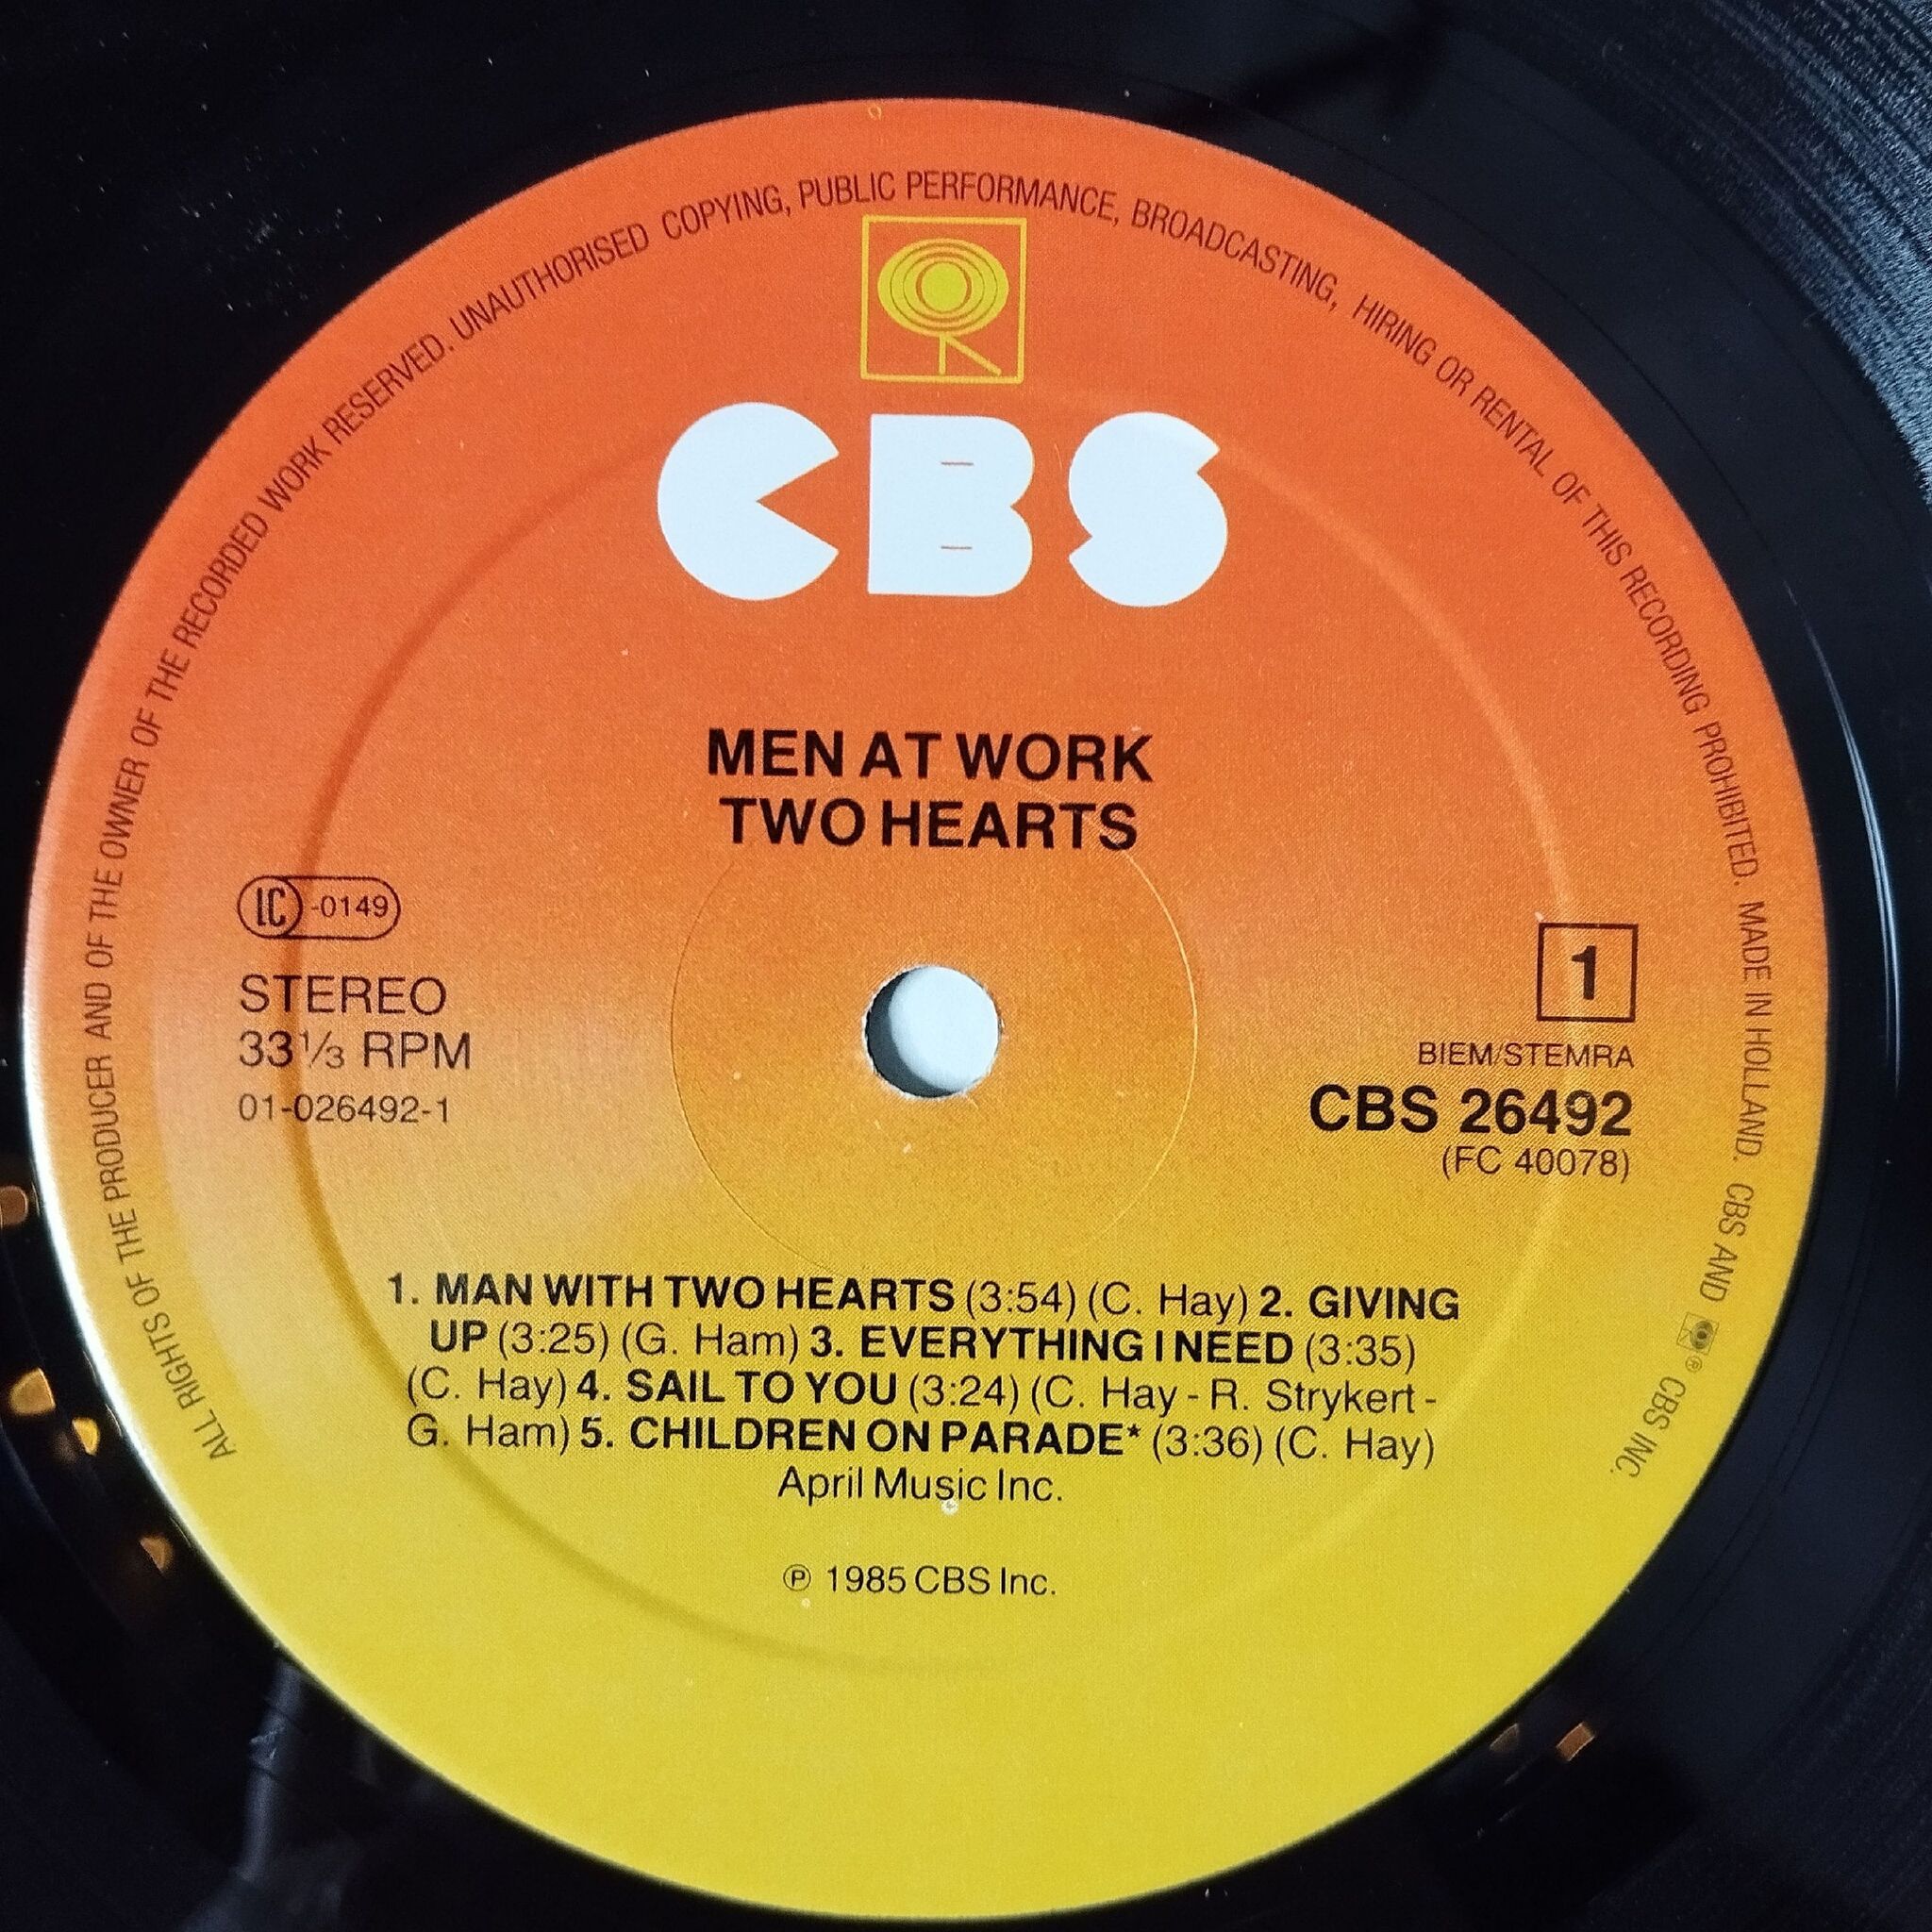 ALL RIGHTS OF THE PRODUCER AND OF THE OWNER OF THE RECORDED WORK RESERVED. UNAUTHORISED COPYING, PUBLIC PERFORMANCE, BROADCASTING, HIRING OR RENTAL OF THIS RECORDING PROHIBITED. MADE IN HOLLAND. CBS AND ® CBS INC.
CBS
MEN AT WORK
TWO HEARTS
LC -0149
STEREO
33⅓ RPM
01-026492-1
1
BIEM/STEMRA
CBS 26492
(FC 40078)
1. MAN WITH TWO HEARTS (3:54) (C. Hay) 2. GIVING
UP (3:25) (G. Ham) 3. EVERYTHING I NEED (3:35)
(C. Hay) 4. SAIL TO YOU (3:24) (C. Hay - R. Strykert -
G. Ham) 5. CHILDREN ON PARADE* (3:36) (C. Hay)
April Music Inc.
℗ 1985 CBS Inc.